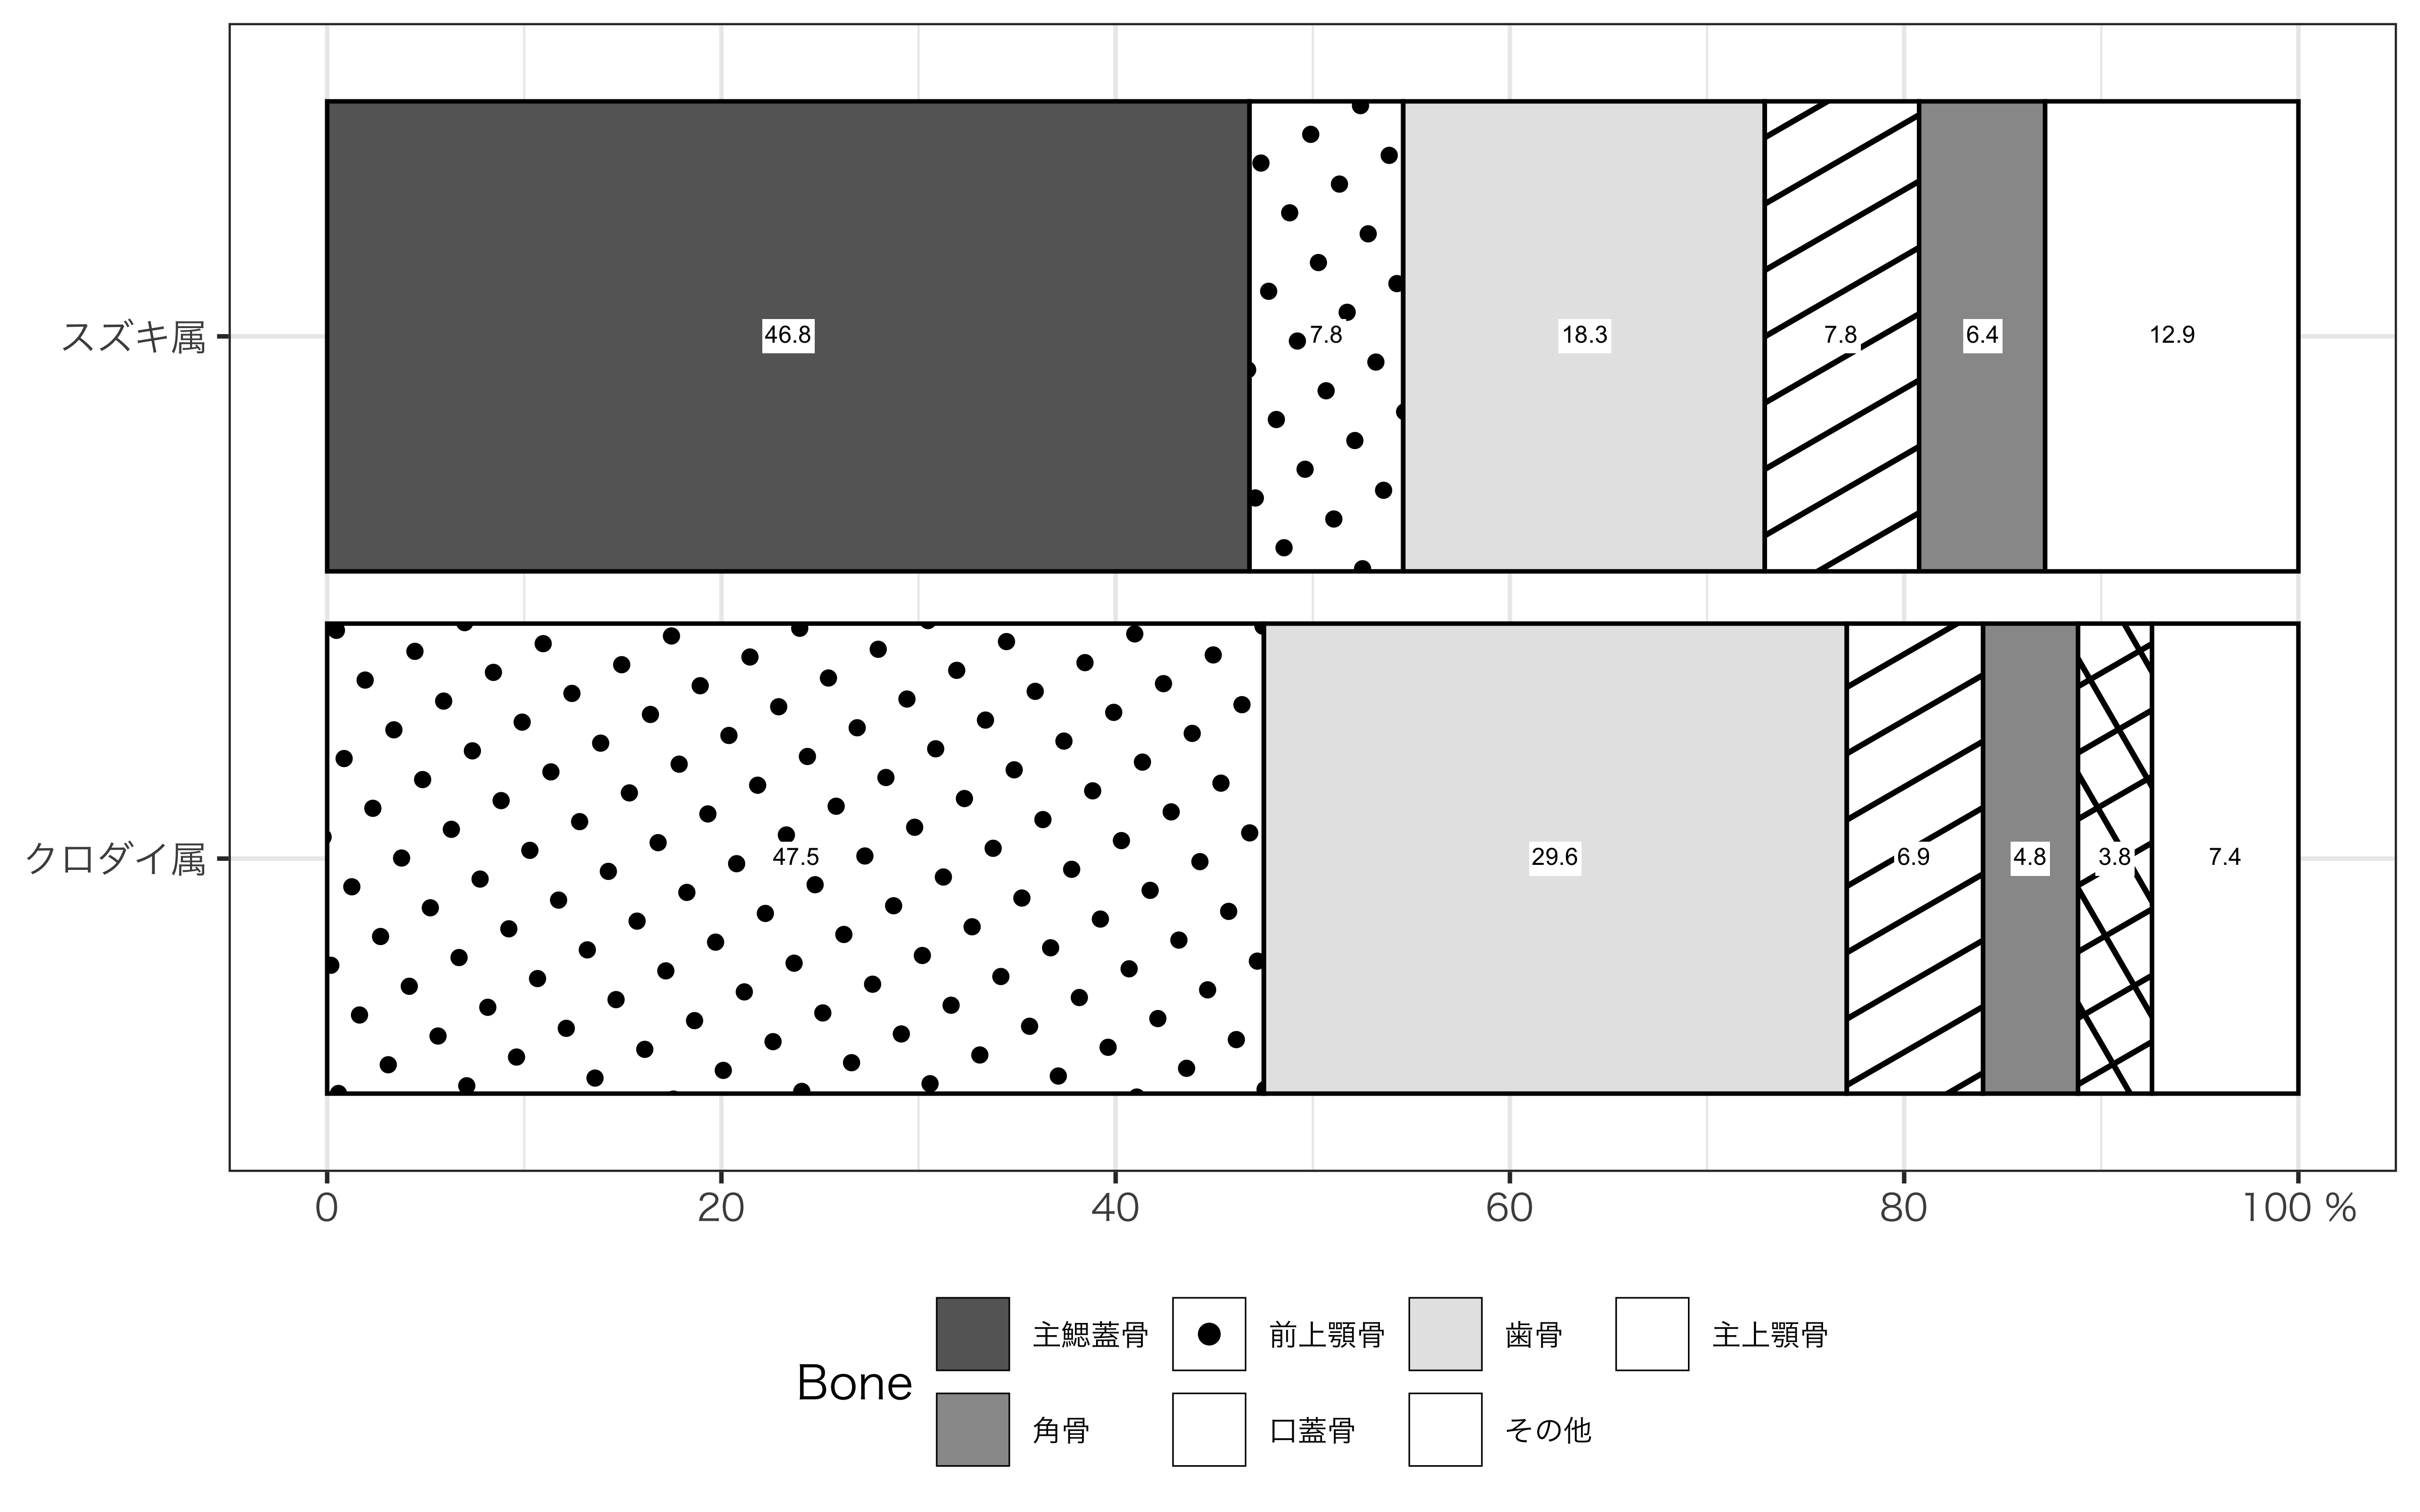 スズキ属
46.8
7.8
18.3
7.8
6.4
12.9
クロダイ属
47.5
29.6
6.9
4.8
3.8
7.4
0 20 40 60 80 100 %
Bone
主鰓蓋骨
前上顎骨
歯骨
主上顎骨
角骨
口蓋骨
その他